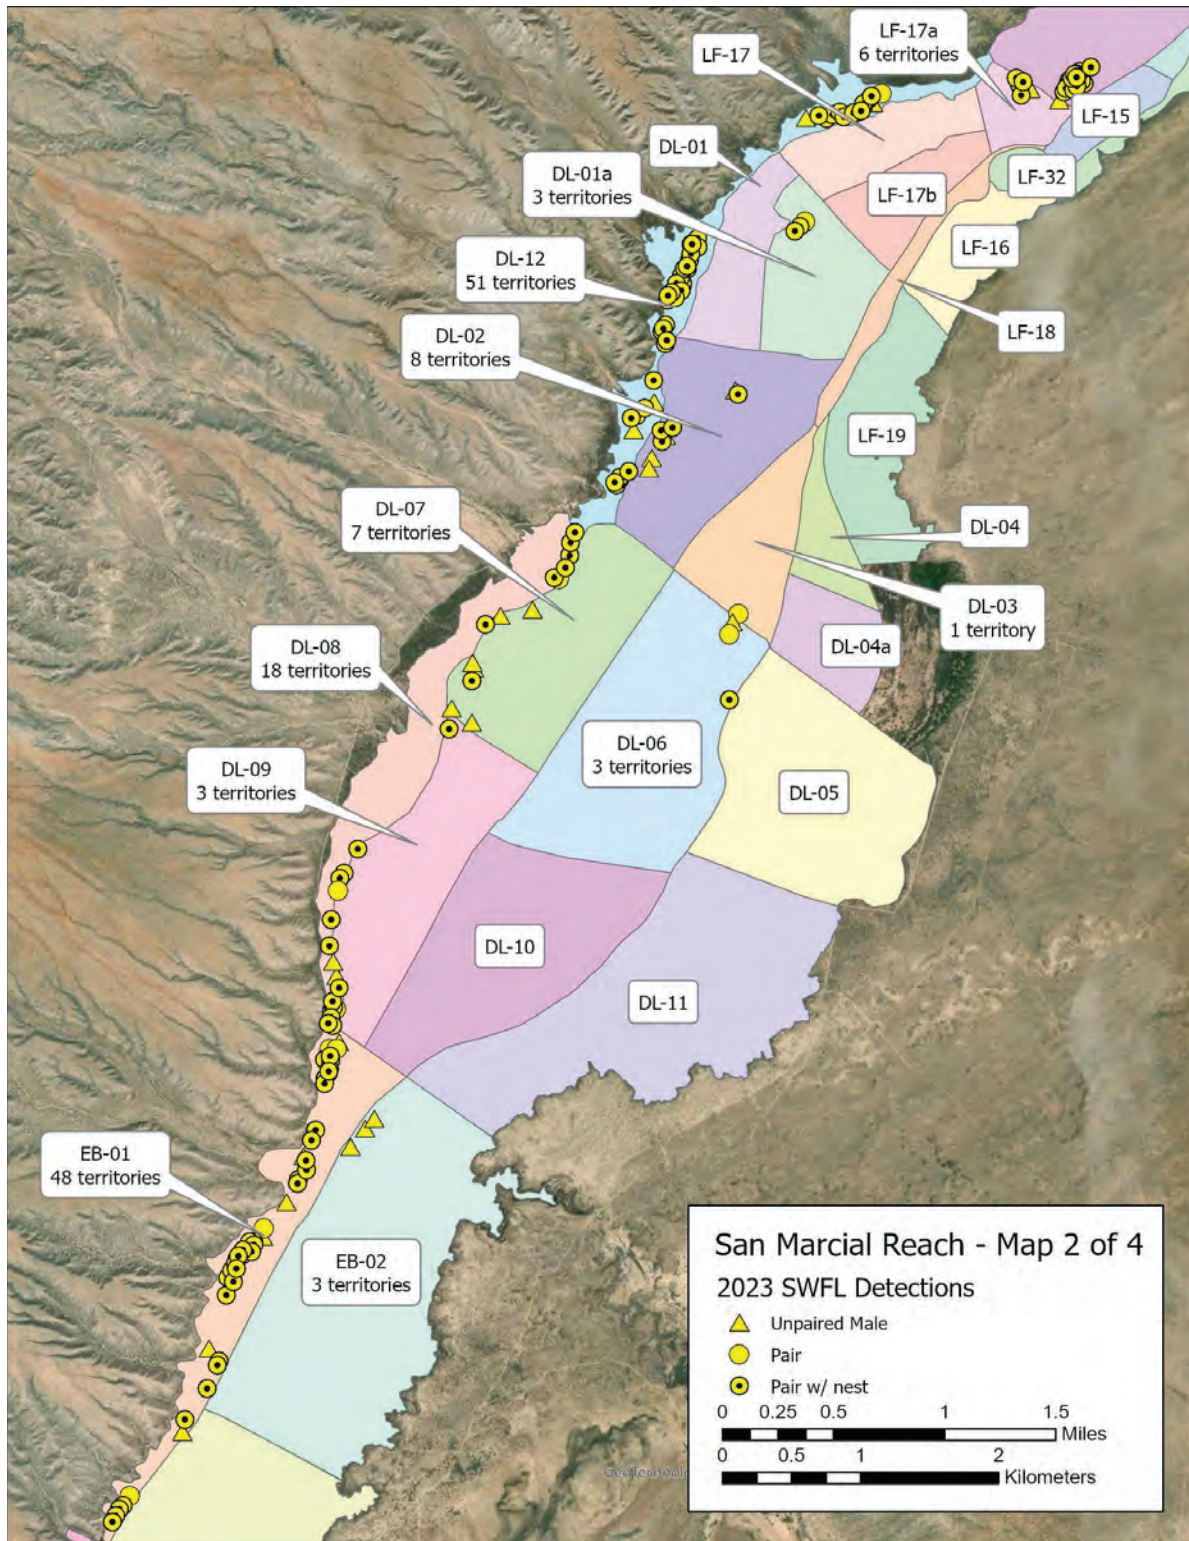 LF-17a
6 territories
LF-17
LF-15
DL-01
LF-32
DL-01a
3 territories
LF-17b
LF-16
DL-12
51 territories
LF-18
DL-02
8 territories
LF-19
DL-07
7 territories
DL-04
DL-03
1 territory
DL-08
18 territories
DL-04a
DL-06
3 territories
DL-09
3 territories
DL-05
DL-10
DL-11
EB-01
48 territories
EB-02
3 territories
San Marcial Reach - Map 2 of 4
2023 SWFL Detections
Unpaired Male
Pair
Pair w/ nest
0 0.25 0.5 1 1.5
Miles
0 0.5 1 2
Kilometers